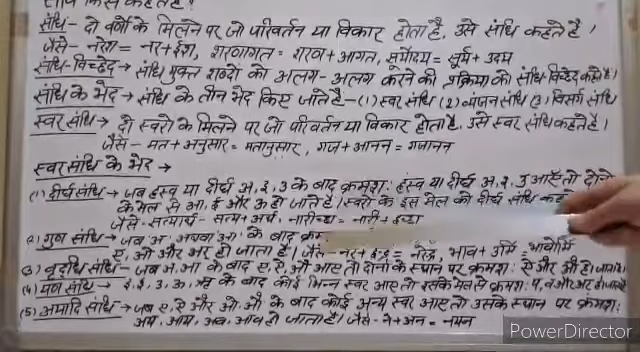 संधि किसे कहते हैं?
संधि- दो वर्णों के मिलने पर जो परिवर्तन या विकार होता है, उसे संधि कहते हैं।
जैसे- नरेश = नर+ईश, शरणागत = शरण + आगत, सूर्योदय = सूर्य + उदय
संधि-विच्छेद → संधि युक्त शब्दों को अलग-अलग करने की प्रक्रिया को संधि विच्छेद कहते हैं।
संधि के भेद → संधि के तीन भेद किए जाते हैं-(1) स्वर संधि (2) व्यंजन संधि (3) विसर्ग संधि
स्वर संधि → दो स्वरों के मिलने पर जो परिवर्तन या विकार होता है, उसे स्वर संधि कहते हैं।
जैसे- मत + अनुसार = मतानुसार, गज + आनन = गजानन
स्वर संधि के भेद →
(1) दीर्घ संधि → जब ह्रस्व या दीर्घ अ, इ, उ के बाद क्रमशः ह्रस्व या दीर्घ अ, इ, उ आएँ तो दोनों
के मेल से आ, ई और ऊ हो जाते हैं। स्वरों के इस मेल को दीर्घ संधि कहते
जैसे- सत्यार्थ - सत्य + अर्थ, नारीच्छा = नारी + इच्छा
(2) गुण संधि → जब अ अथवा आ के बाद
ए, ओ और अर हो जाता है। जैसे- नर + इन्द्र = नरेन्द्र, भाव + उर्मि = भावोर्मि
(3) वृद्धि संधि → जब अ, आ के बाद ए, ऐ, ओ, औ आए तो दोनों के स्थान पर क्रमशः ऐ और औ हो जाता है।
(4) यण संधि → इ, ई, उ, ऊ, ऋ के बाद कोई भिन्न स्वर आए तो इनके मेल से क्रमशः य, व और अर हो जाता है
(5) अयादि संधि → जब ए, ऐ और ओ, औ के बाद कोई अन्य स्वर आए तो उसके स्थान पर क्रमशः
अय, आय, अव, आव हो जाता है। जैसे- ने + अन = नयन
PowerDirector